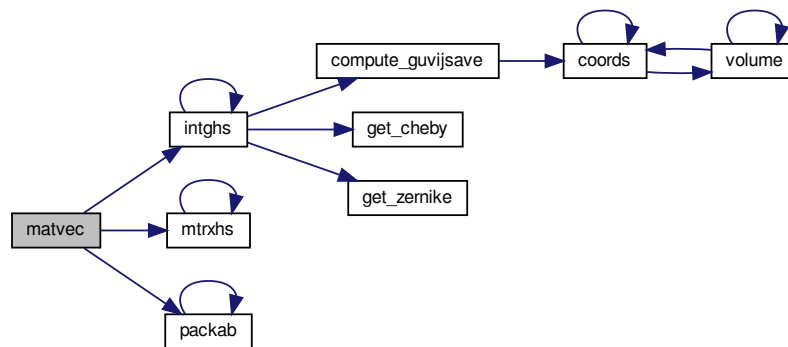 compute_guvijsave
coords
volume
intghs
get_cheby
get_zernike
matvec
mtrxhs
packab